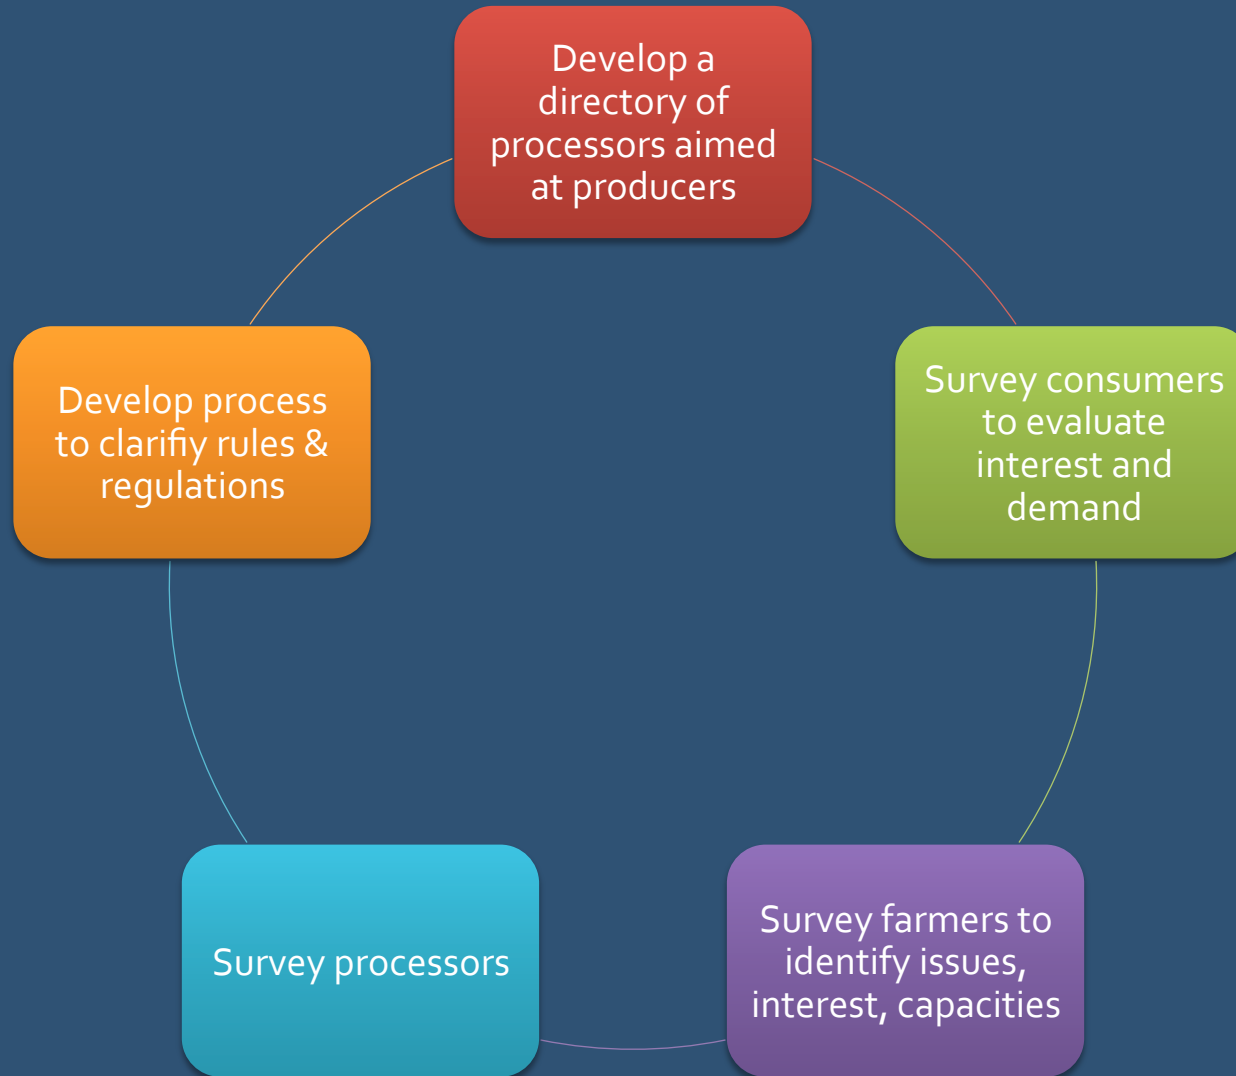 Develop a
directory of
processors aimed
at producers
Survey consumers
to evaluate
interest and
demand
Survey farmers to
identify issues,
interest, capacities
Survey processors
Develop process
to clarifiy rules &
regulations